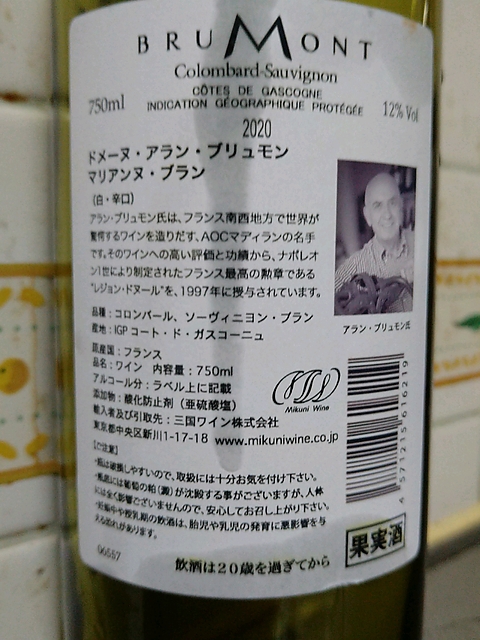 BRUMONT
Colombard-Sauvignon
CÔTES DE GASCOGNE
750ml INDICATION GÉOGRAPHIQUE PROTÉGÉE 12% Vol
2020
ドメーヌ・アラン・ブリュモン
マリアンヌ・ブラン
(白・辛口)
アラン・ブリュモン氏は、フランス南西地方で世界が
驚愕するワインを造りだす、AOCマディランの名手
です。そのワインへの高い評価と功績から、ナポレオ
ン1世により制定されたフランス最高の勲章である
"レジョン・ドヌール"を、1997年に授与されています。
アラン・ブリュモン氏
品種：コロンバール、ソーヴィニヨン・ブラン
産地：IGP コート・ド・ガスコーニュ
原産国：フランス
品名：ワイン 内容量：750ml
アルコール分：ラベル上に記載
添加物：酸化防止剤（亜硫酸塩）
輸入者及び引取先：三国ワイン株式会社
東京都中央区新川1-17-18 www.mikuniwine.co.jp
Mikuni Wine
4 571215 616219
【ご注意】
・瓶は破損しやすいので、取扱には十分お気を付け下さい。
・瓶底には葡萄の粕(澱)が沈殿する事がございますが、人体
には全く影響ございませんので、安心してお召し上がり下さい。
・妊娠中や授乳期の飲酒は、胎児や乳児の発育に悪影響を与
える恐れがあります。
00557
飲酒は20歳を過ぎてから
果実酒